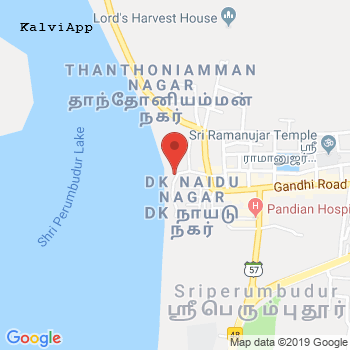 Lord's Harvest House
KalviApp
THANTHONIAMMAN
NAGAR
தாந்தோனியம்மன்
நகர்
Shri Perumbudur Lake
Sri Ramanujar Temple
ஸ்ரீ
ராமானுஜர்...
DK NAIDU
NAGAR
DK நாயுடு
நகர்
Gandhi Road
H
Pandian Hospi
57
Sriperumbudur
ஸ்ரீபெரும்புதூர்
48
Google
Map data ©2019 Google